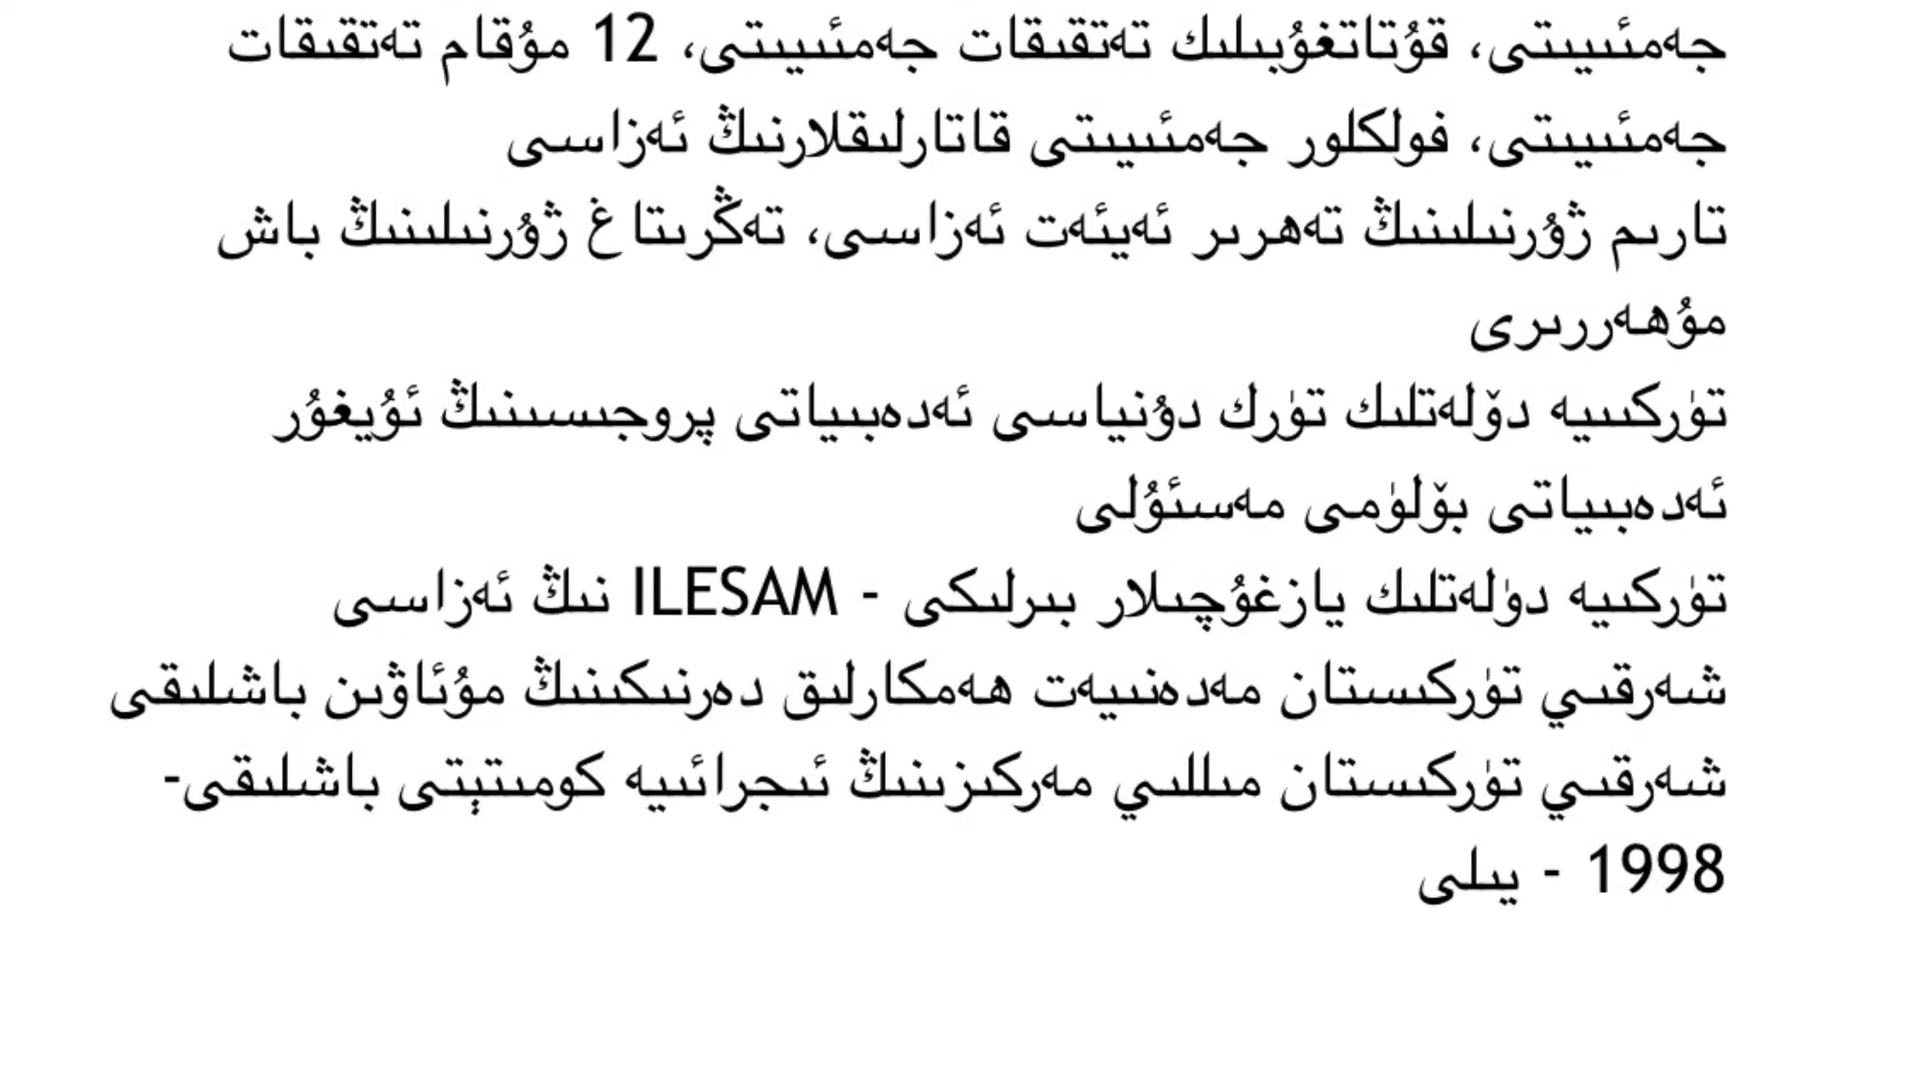 جەمئىيىتى، قۇتاتغۇبىلىك تەتقىقات جەمئىيىتى، 12 مۇقام تەتقىقات
جەمئىيىتى، فولكلور جەمئىيىتى قاتارلىقلارنىڭ ئەزاسى
تارىم ژۇرنىلىنىڭ تەھرىر ئەيئەت ئەزاسى، تەڭرىتاغ ژۇرنىلىنىڭ باش
مۇھەررىرى
تۈركىيە دۆلەتلىك تۈرك دۇنياسى ئەدەبىياتى پروجىسىنىڭ ئۇيغۇر
ئەدەبىياتى بۆلۈمى مەسئۇلى
تۈركىيە دۈلەتلىك يازغۇچىلار بىرلىكى - ILESAM نىڭ ئەزاسى
شەرقىي تۈركىستان مەدەنىيەت ھەمكارلىق دەرنىكىنىڭ مۇئاۋىن باشلىقى
شەرقىي تۈركىستان مىللىي مەركىزىنىڭ ئىجرائىيە كومىتېتى باشلىقى-
1998 - يىلى